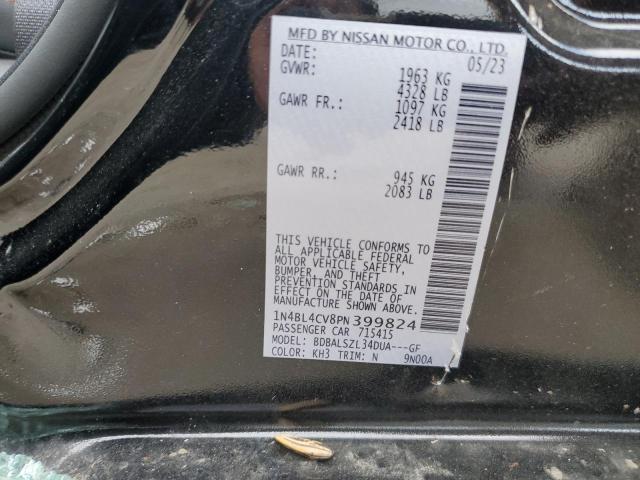 MFD BY NISSAN MOTOR CO., LTD.
DATE: 05/23
GVWR: 1963 KG
4328 LB
GAWR FR.: 1097 KG
2418 LB
GAWR RR.: 945 KG
2083 LB
THIS VEHICLE CONFORMS TO
ALL APPLICABLE FEDERAL
MOTOR VEHICLE SAFETY,
BUMPER, AND THEFT
PREVENTION STANDARDS IN
EFFECT ON THE DATE OF
MANUFACTURE SHOWN ABOVE.
1N4BL4CV8PN399824
PASSENGER CAR 715415
MODEL: BDBALSZL34DUA---GF
COLOR: KH3 TRIM: N 9N00A